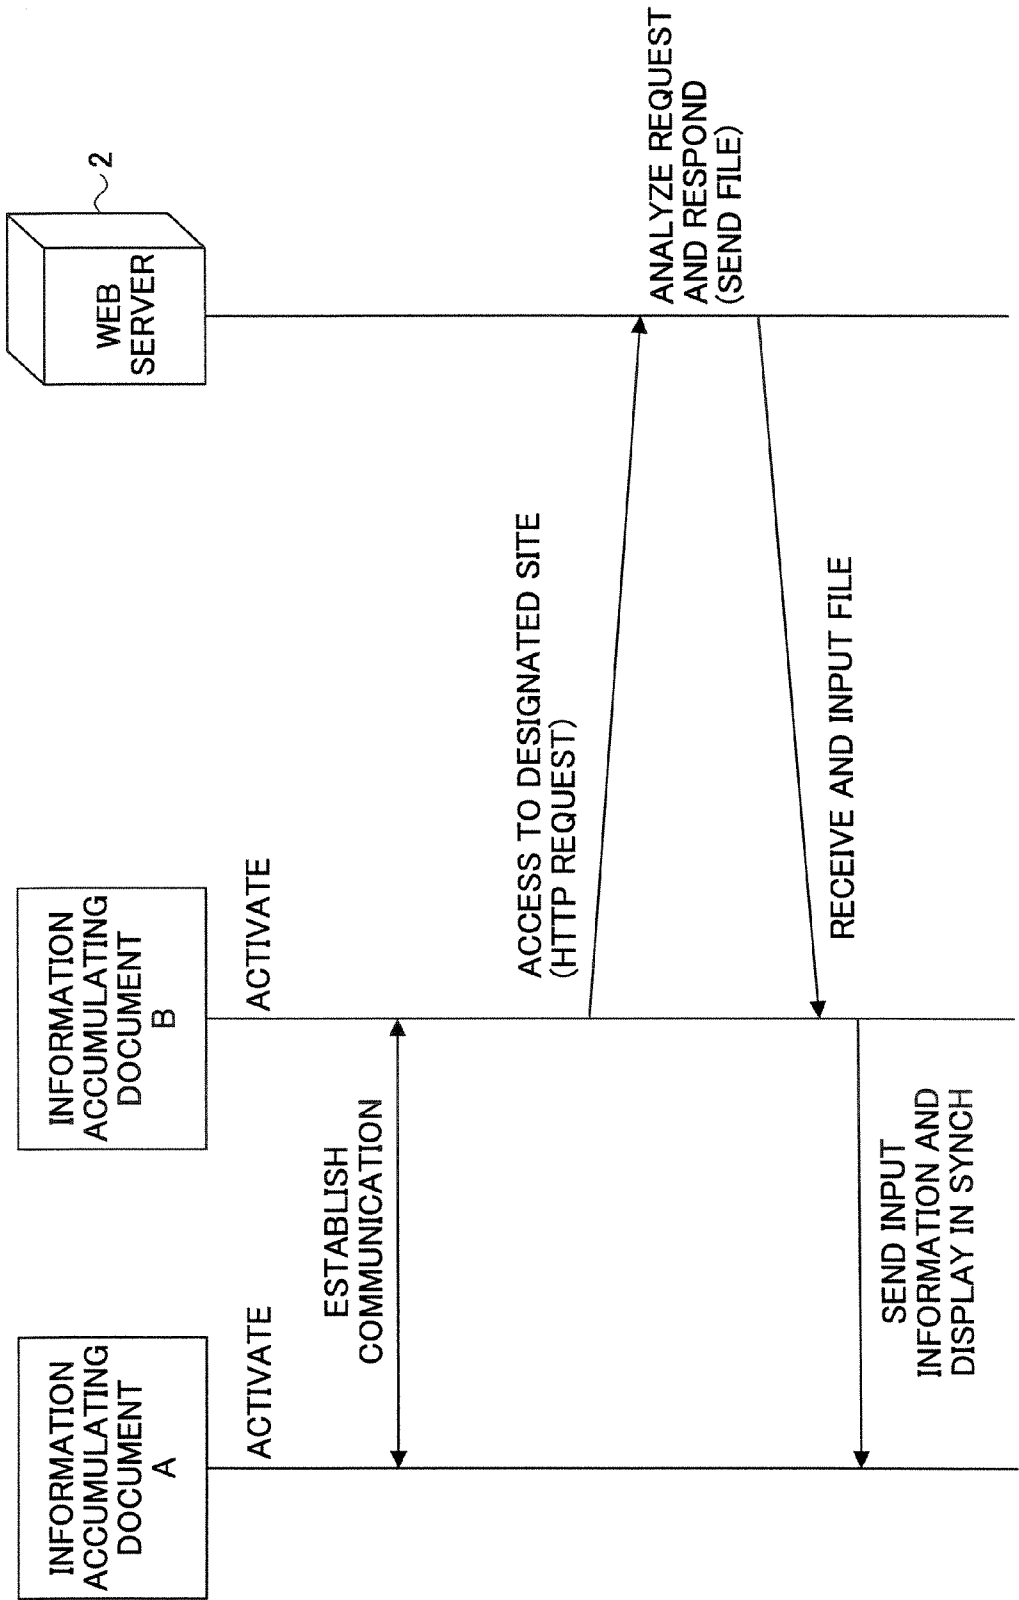 INFORMATION
ACCUMULATING
DOCUMENT
A
INFORMATION
ACCUMULATING
DOCUMENT
B
WEB
SERVER
2
ACTIVATE
ACTIVATE
ESTABLISH
COMMUNICATION
ACCESS TO DESIGNATED SITE
(HTTP REQUEST)
ANALYZE REQUEST
AND RESPOND
(SEND FILE)
RECEIVE AND INPUT FILE
SEND INPUT
INFORMATION AND
DISPLAY IN SYNCH